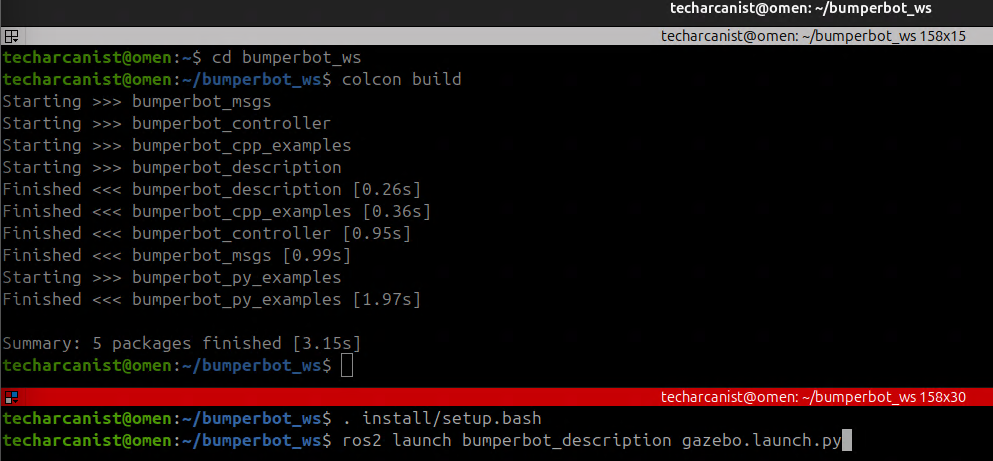 techarcanist@omen: ~/bumperbot_ws
techarcanist@omen: ~/bumperbot_ws 158x15
techarcanist@omen:~$ cd bumperbot_ws
techarcanist@omen:~/bumperbot_ws$ colcon build
Starting >>> bumperbot_msgs
Starting >>> bumperbot_controller
Starting >>> bumperbot_cpp_examples
Starting >>> bumperbot_description
Finished <<< bumperbot_description [0.26s]
Finished <<< bumperbot_cpp_examples [0.36s]
Finished <<< bumperbot_controller [0.95s]
Finished <<< bumperbot_msgs [0.99s]
Starting >>> bumperbot_py_examples
Finished <<< bumperbot_py_examples [1.97s]
Summary: 5 packages finished [3.15s]
techarcanist@omen:~/bumperbot_ws$
techarcanist@omen: ~/bumperbot_ws 158x30
techarcanist@omen:~/bumperbot_ws$ . install/setup.bash
techarcanist@omen:~/bumperbot_ws$ ros2 launch bumperbot_description gazebo.launch.py